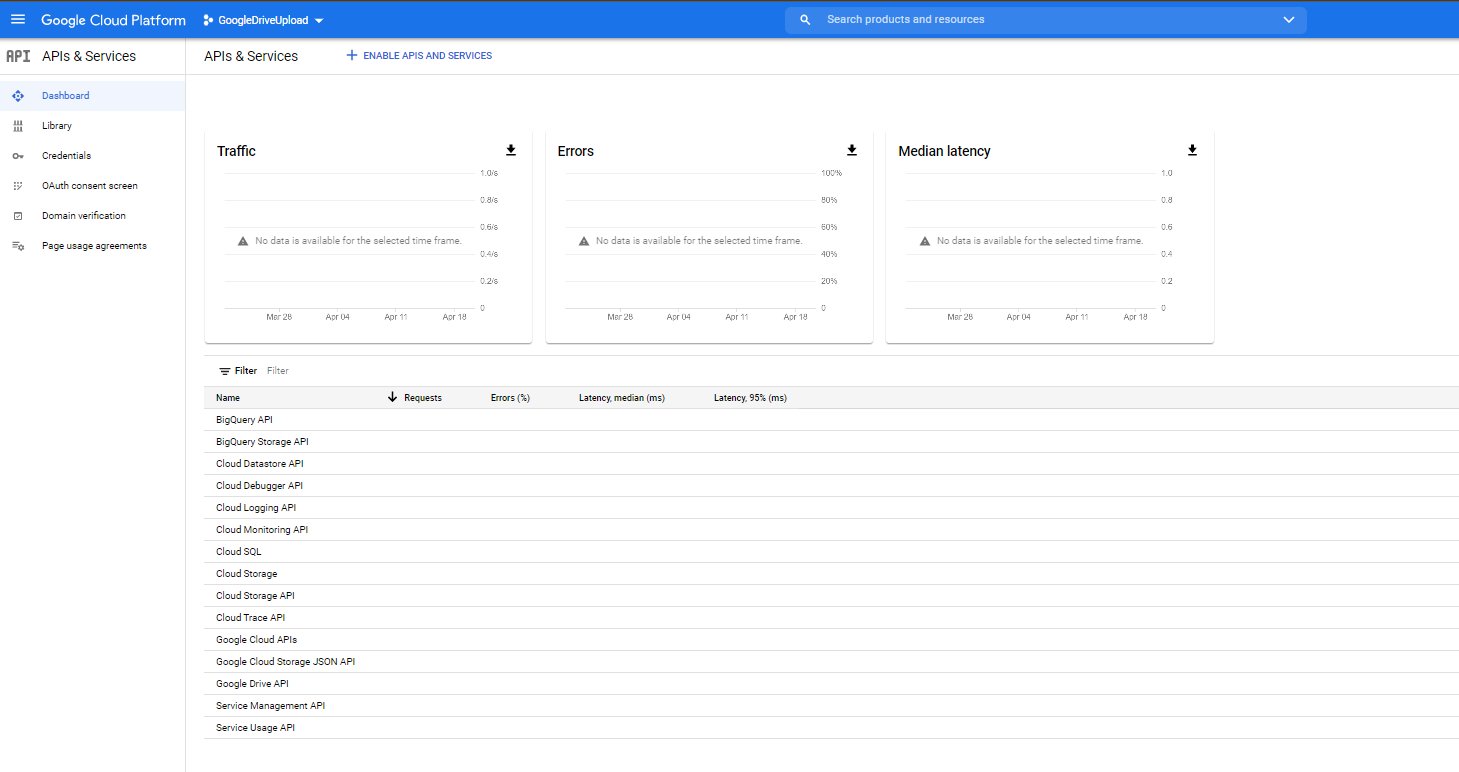 Google Cloud Platform
GoogleDriveUpload
Search products and resources
API APIs & Services
APIs & Services
ENABLE APIS AND SERVICES
Dashboard
Library
Credentials
OAuth consent screen
Domain verification
Page usage agreements
Traffic
1.0/s
0.8/s
0.6/s
No data is available for the selected time frame.
0.4/s
0.2/s
0
Mar 28 Apr 04 Apr 11 Apr 18
Errors
100%
80%
60%
No data is available for the selected time frame.
40%
20%
0
Mar 28 Apr 04 Apr 11 Apr 18
Median latency
1.0
0.8
0.6
No data is available for the selected time frame.
0.4
0.2
0
Mar 28 Apr 04 Apr 11 Apr 18
Filter Filter
Name Requests Errors (%) Latency, median (ms) Latency, 95% (ms)
BigQuery API
BigQuery Storage API
Cloud Datastore API
Cloud Debugger API
Cloud Logging API
Cloud Monitoring API
Cloud SQL
Cloud Storage
Cloud Storage API
Cloud Trace API
Google Cloud APIs
Google Cloud Storage JSON API
Google Drive API
Service Management API
Service Usage API